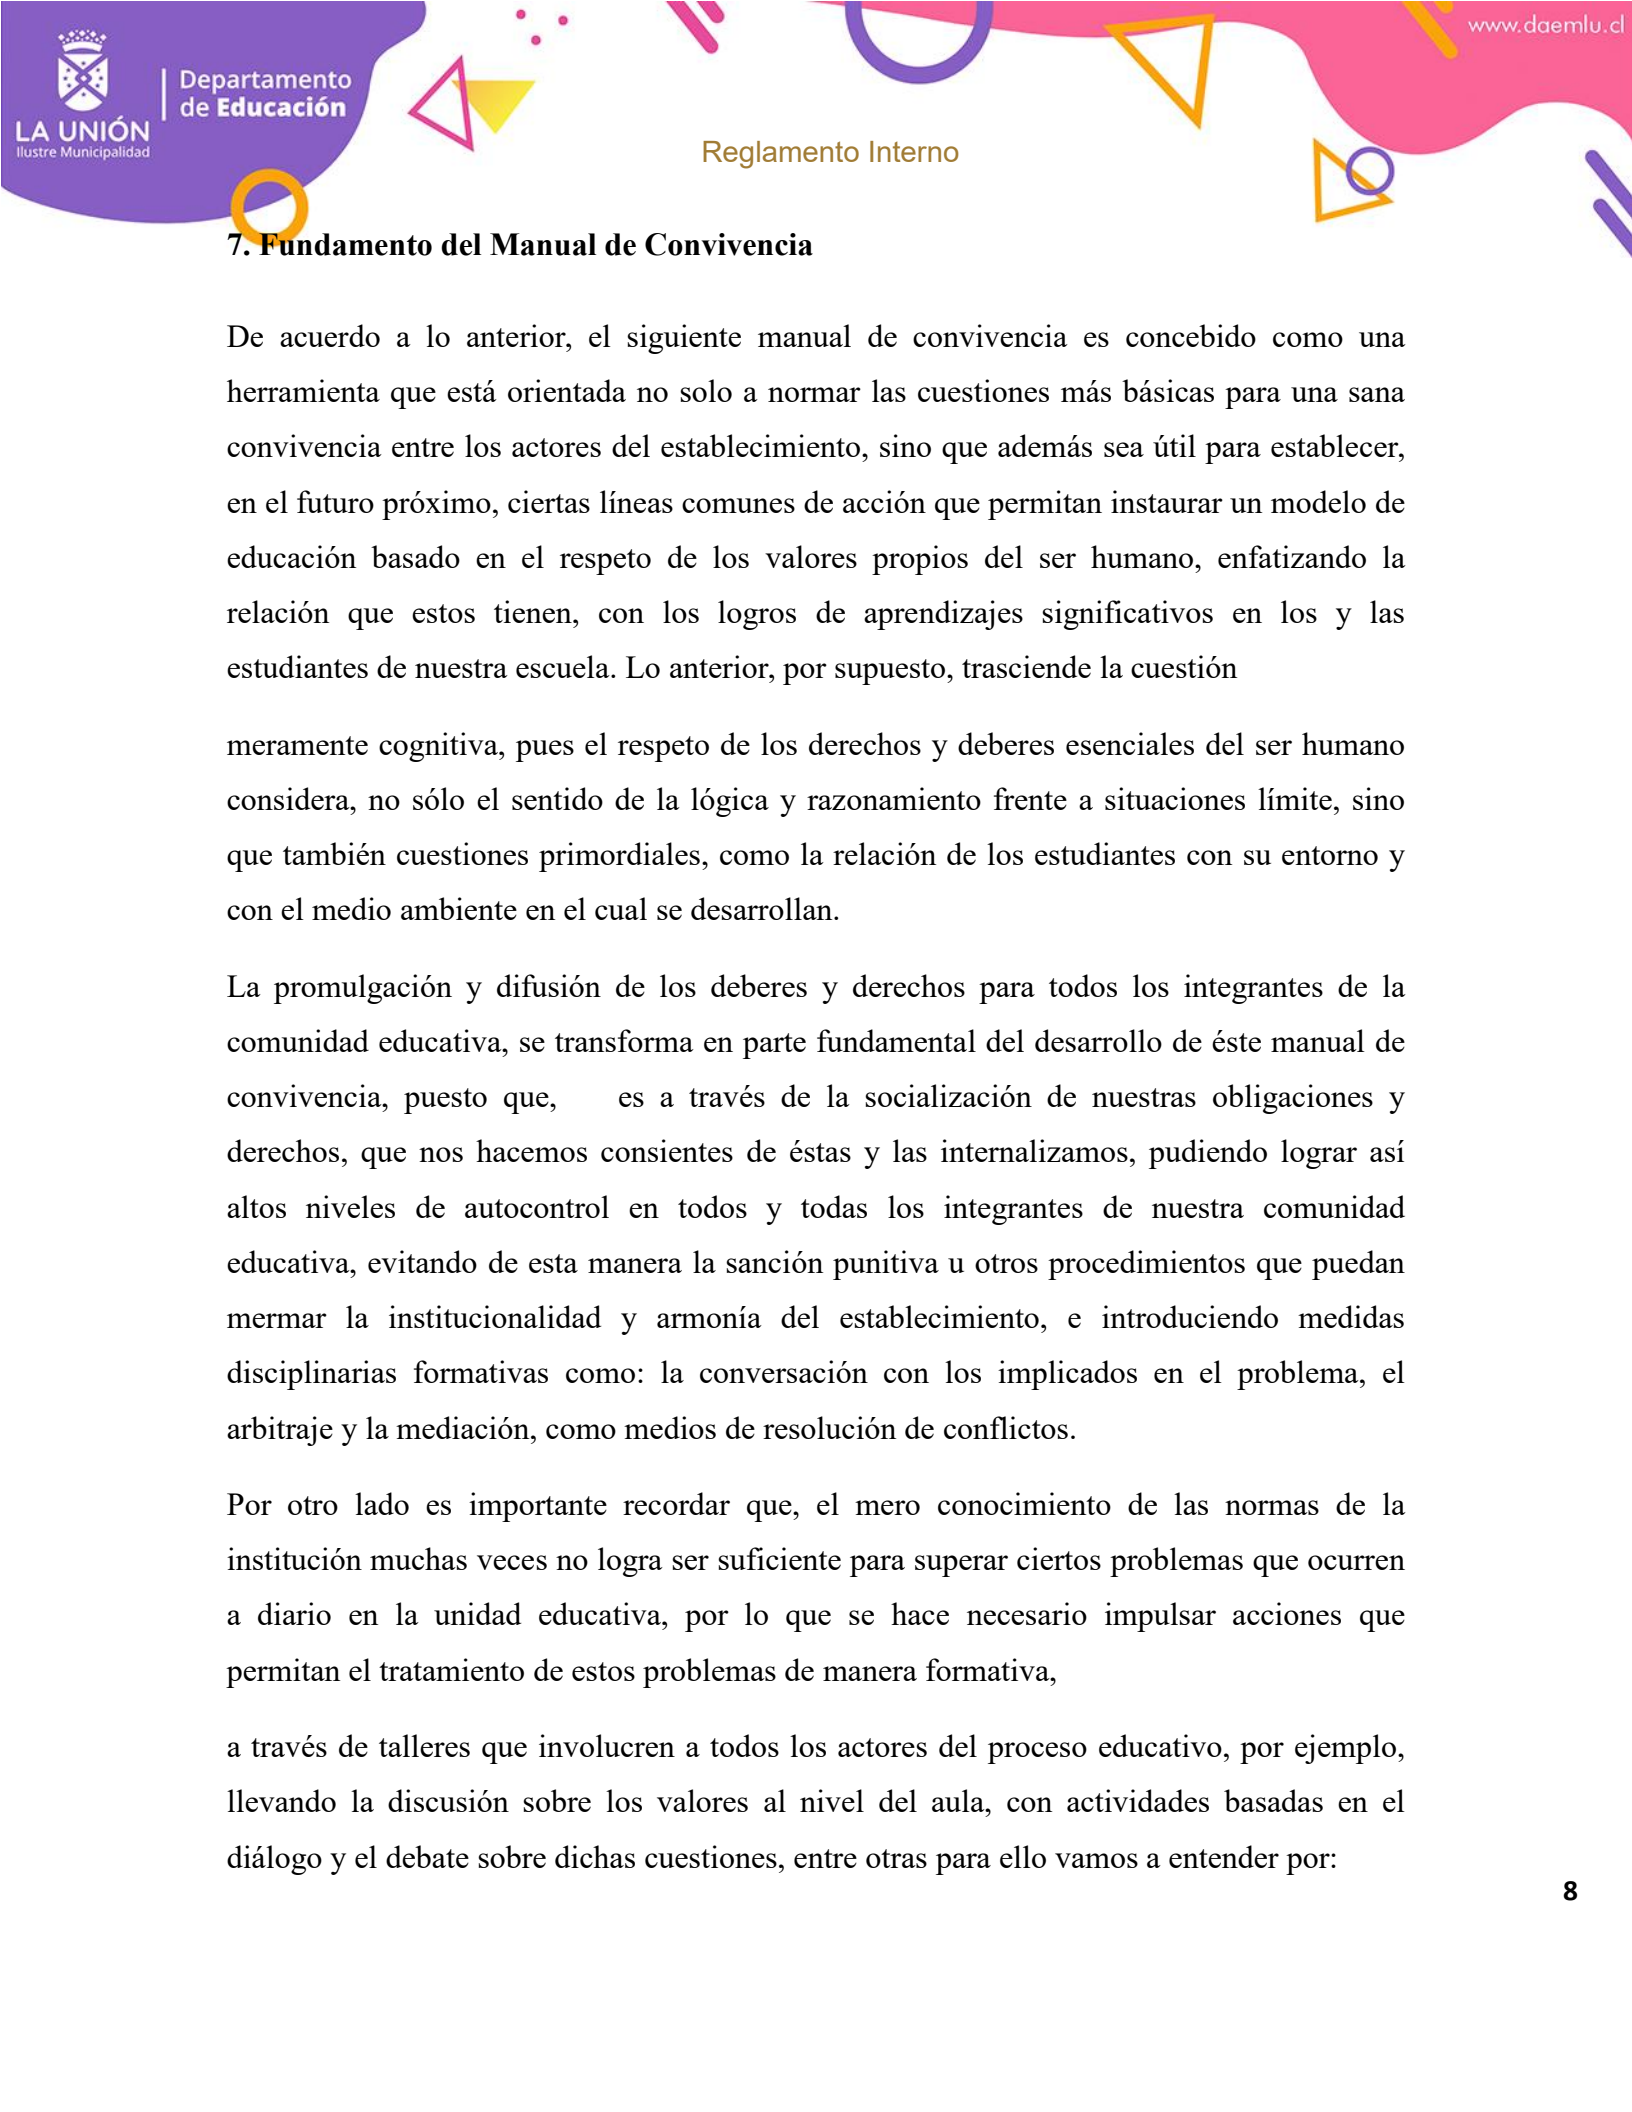 www.daemlu.cl
Departamento
de Educación
LA UNIÓN
Ilustre Municipalidad
Reglamento Interno
7. Fundamento del Manual de Convivencia
De acuerdo a lo anterior, el siguiente manual de convivencia es concebido como una
herramienta que está orientada no solo a normar las cuestiones más básicas para una sana
convivencia entre los actores del establecimiento, sino que además sea útil para establecer,
en el futuro próximo, ciertas líneas comunes de acción que permitan instaurar un modelo de
educación basado en el respeto de los valores propios del ser humano, enfatizando la
relación que estos tienen, con los logros de aprendizajes significativos en los y las
estudiantes de nuestra escuela. Lo anterior, por supuesto, trasciende la cuestión
meramente cognitiva, pues el respeto de los derechos y deberes esenciales del ser humano
considera, no sólo el sentido de la lógica y razonamiento frente a situaciones límite, sino
que también cuestiones primordiales, como la relación de los estudiantes con su entorno y
con el medio ambiente en el cual se desarrollan.
La promulgación y difusión de los deberes y derechos para todos los integrantes de la
comunidad educativa, se transforma en parte fundamental del desarrollo de éste manual de
convivencia, puesto que, es a través de la socialización de nuestras obligaciones y
derechos, que nos hacemos consientes de éstas y las internalizamos, pudiendo lograr así
altos niveles de autocontrol en todos y todas los integrantes de nuestra comunidad
educativa, evitando de esta manera la sanción punitiva u otros procedimientos que puedan
mermar la institucionalidad y armonía del establecimiento, e introduciendo medidas
disciplinarias formativas como: la conversación con los implicados en el problema, el
arbitraje y la mediación, como medios de resolución de conflictos.
Por otro lado es importante recordar que, el mero conocimiento de las normas de la
institución muchas veces no logra ser suficiente para superar ciertos problemas que ocurren
a diario en la unidad educativa, por lo que se hace necesario impulsar acciones que
permitan el tratamiento de estos problemas de manera formativa,
a través de talleres que involucren a todos los actores del proceso educativo, por ejemplo,
llevando la discusión sobre los valores al nivel del aula, con actividades basadas en el
diálogo y el debate sobre dichas cuestiones, entre otras para ello vamos a entender por:
8